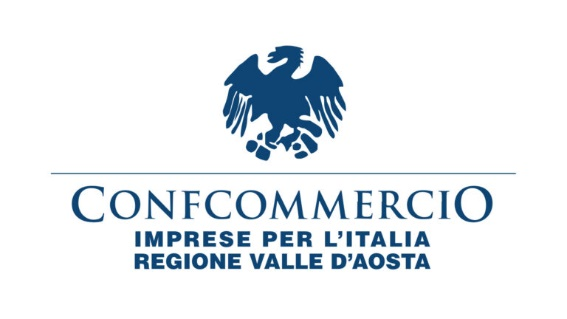 CONFCOMMERCIO
IMPRESE PER L'ITALIA
REGIONE VALLE D'AOSTA